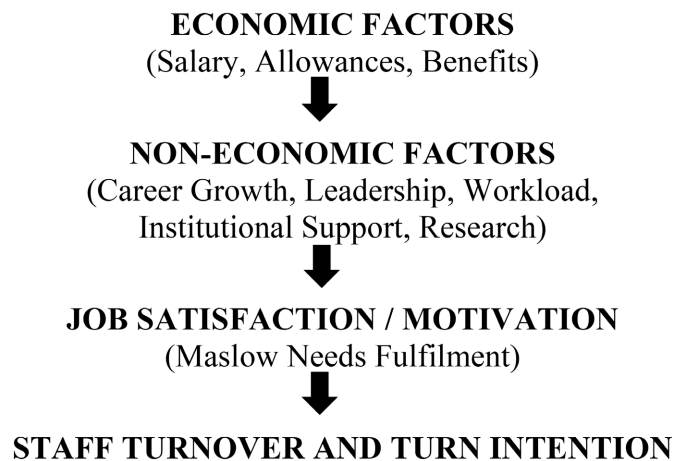 ECONOMIC FACTORS
(Salary, Allowances, Benefits)
NON-ECONOMIC FACTORS
(Career Growth, Leadership, Workload,
Institutional Support, Research)
JOB SATISFACTION / MOTIVATION
(Maslow Needs Fulfilment)
STAFF TURNOVER AND TURN INTENTION